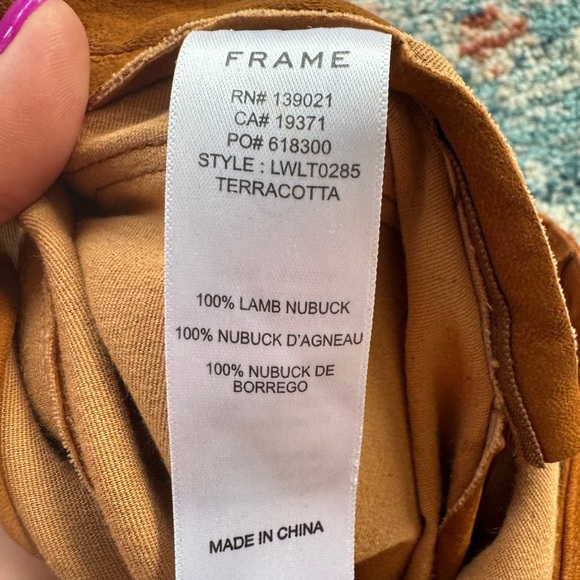 FRAME
RN# 139021
CA# 19371
PO# 618300
STYLE : LWLT0285
TERRACOTTA
100% LAMB NUBUCK
100% NUBUCK D'AGNEAU
100% NUBUCK DE
BORREGO
MADE IN CHINA